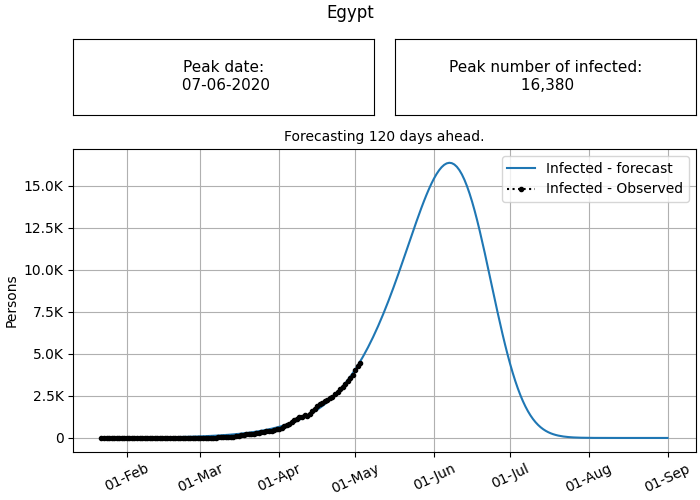 Egypt
Peak date:
07-06-2020
Peak number of infected:
16,380
Forecasting 120 days ahead.
Infected - forecast
Infected - Observed
Persons
15.0K
12.5K
10.0K
7.5K
5.0K
2.5K
0
01-Feb
01-Mar
01-Apr
01-May
01-Jun
01-Jul
01-Aug
01-Sep